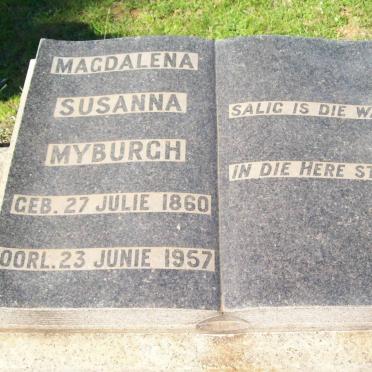 MAGDALENA
SUSANNA
MYBURGH
GEB. 27 JULIE 1860
OORL. 23 JUNIE 1957
SALIG IS DIE
IN DIE HERE